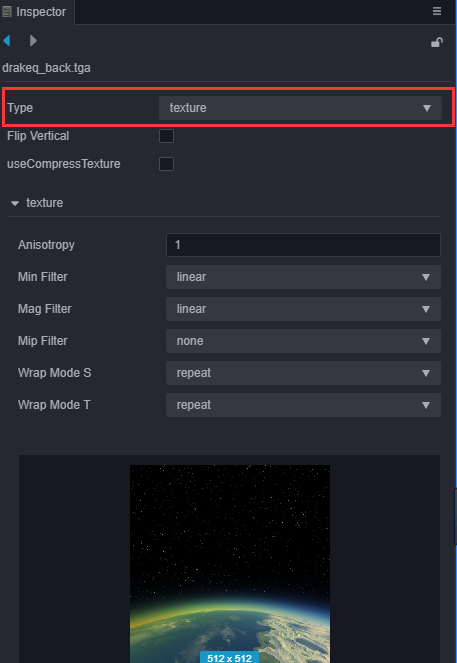 Inspector
drakeq_back.tga
Type texture
Flip Vertical
useCompressTexture
texture
Anisotropy 1
Min Filter linear
Mag Filter linear
Mip Filter none
Wrap Mode S repeat
Wrap Mode T repeat
512 x 512